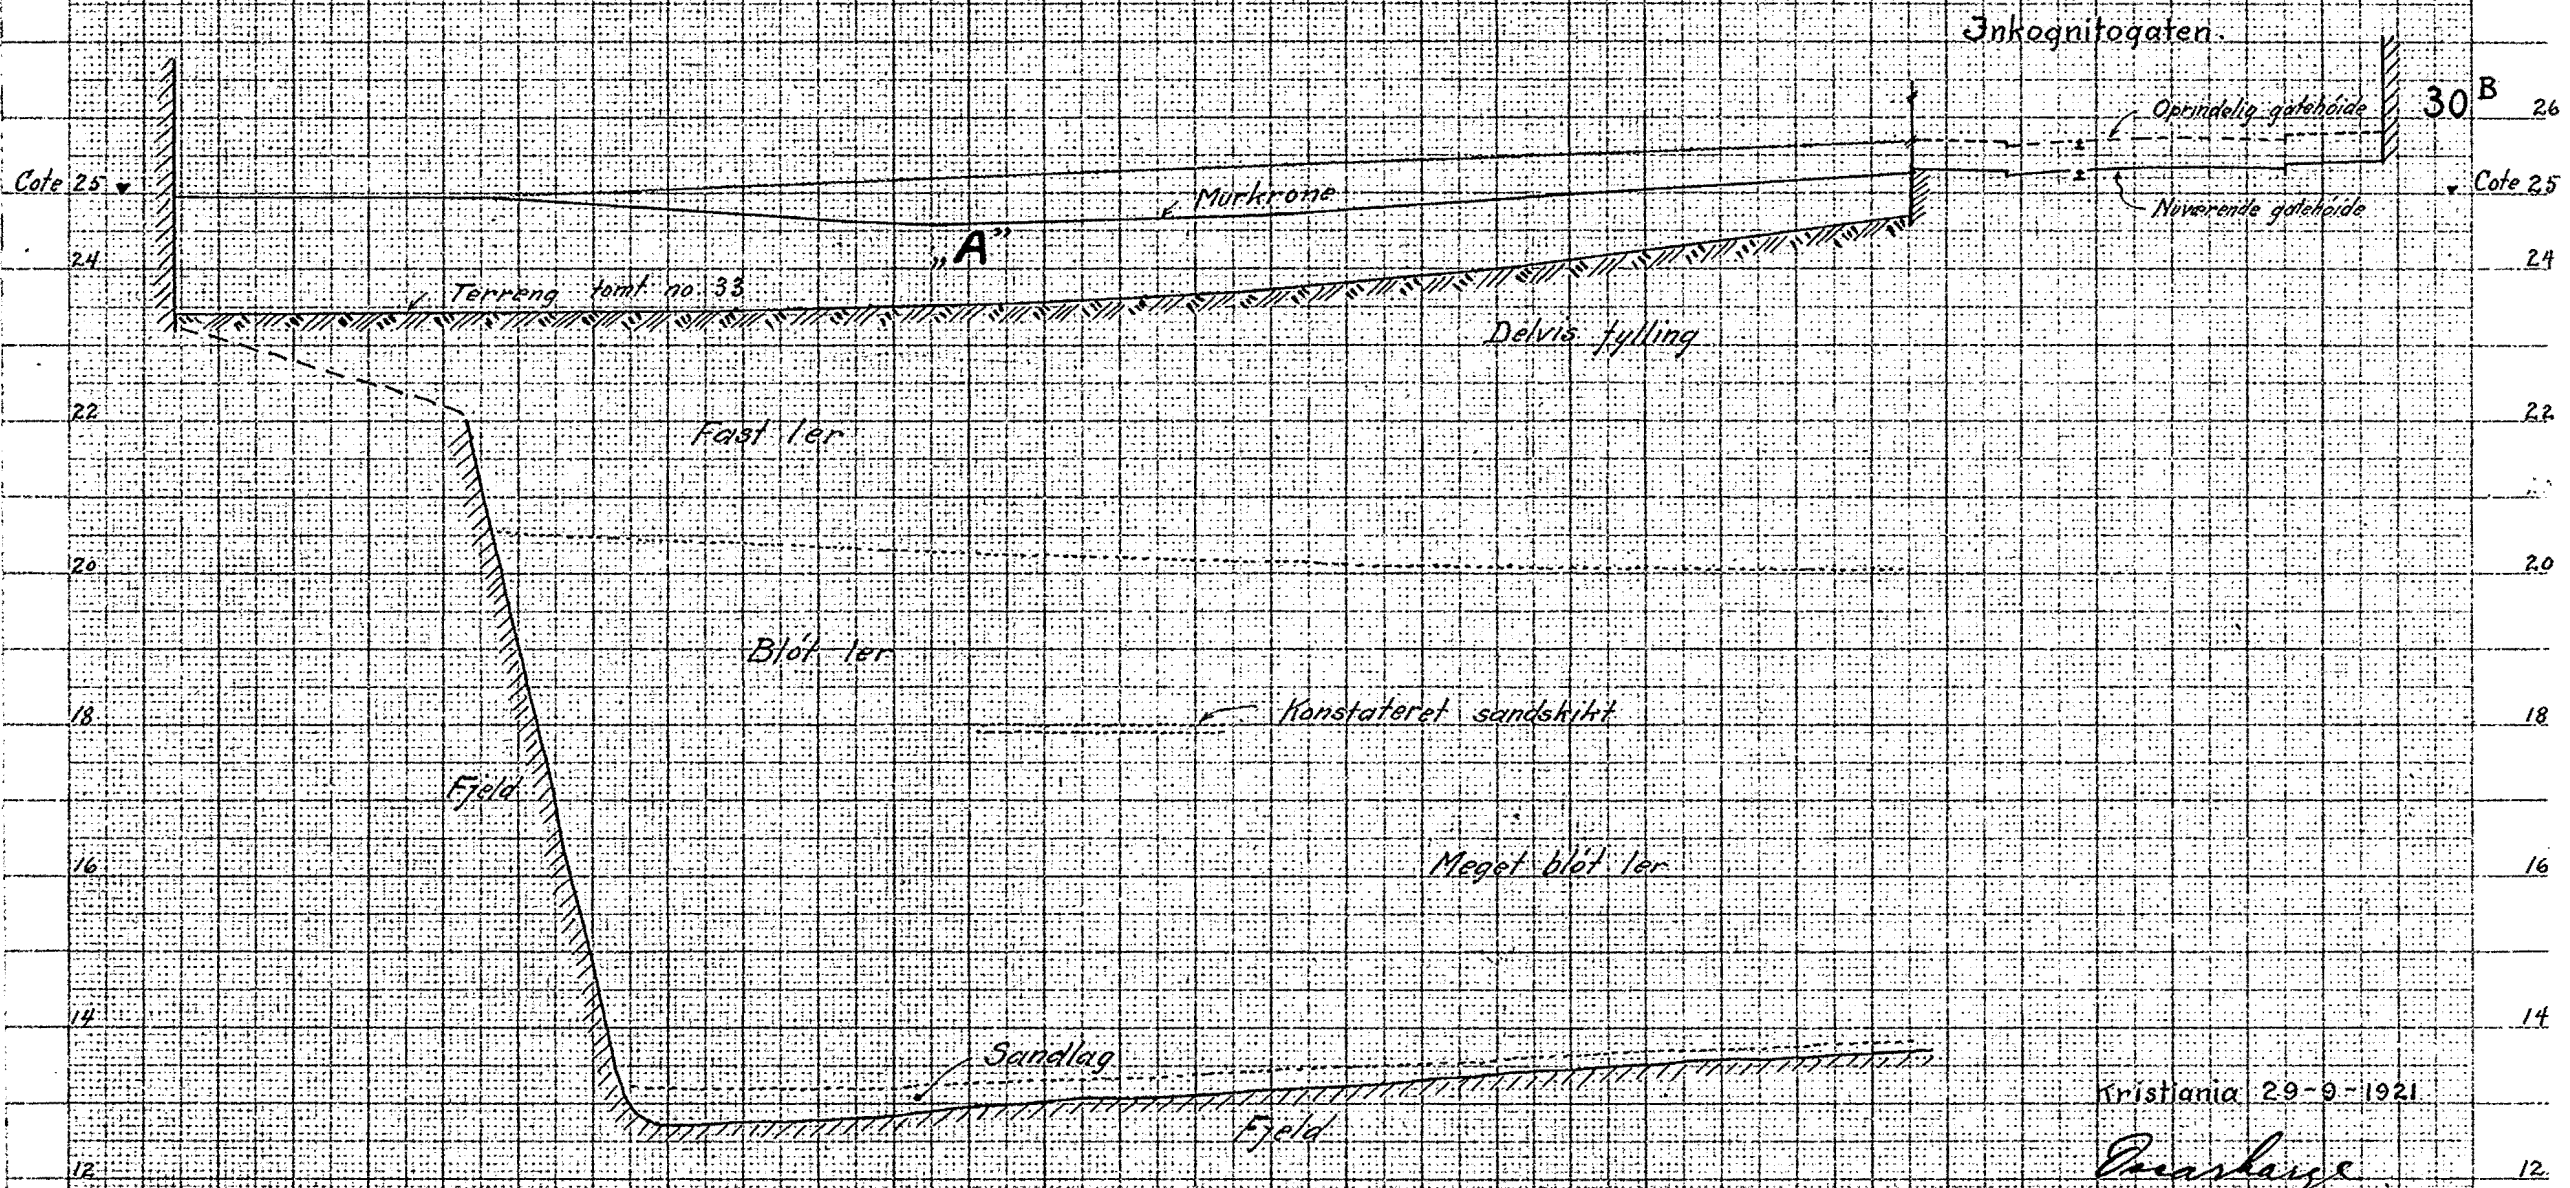 Inkognitogaten.
Oprindelig gatehöide
30 B
26
Cote 25
Murkrone
Cote 25
Nuværende gatehöide
„A”
24
24
Terreng tomt no 33
Delvis fylling
22
Fast ler
22
20
20
Blöt ler
18
Konstateret sandskikt
18
Fjeld
16
Meget blöt ler
16
14
14
Sandlag
Kristiania 29-9-1921
Fjeld
12
12